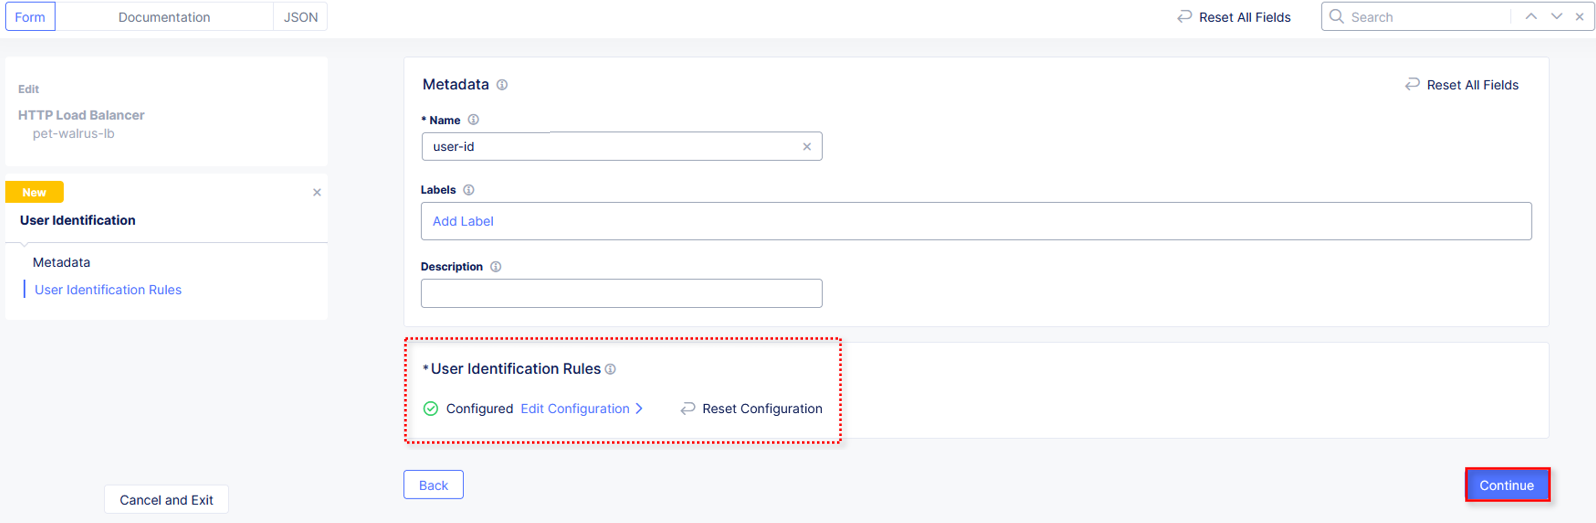 Form Documentation JSON Reset All Fields Search
Edit
HTTP Load Balancer
pet-walrus-lb
New
User Identification
Metadata
User Identification Rules
Cancel and Exit
Metadata Reset All Fields
* Name
user-id
Labels
Add Label
Description
*User Identification Rules
Configured Edit Configuration Reset Configuration
Back Continue